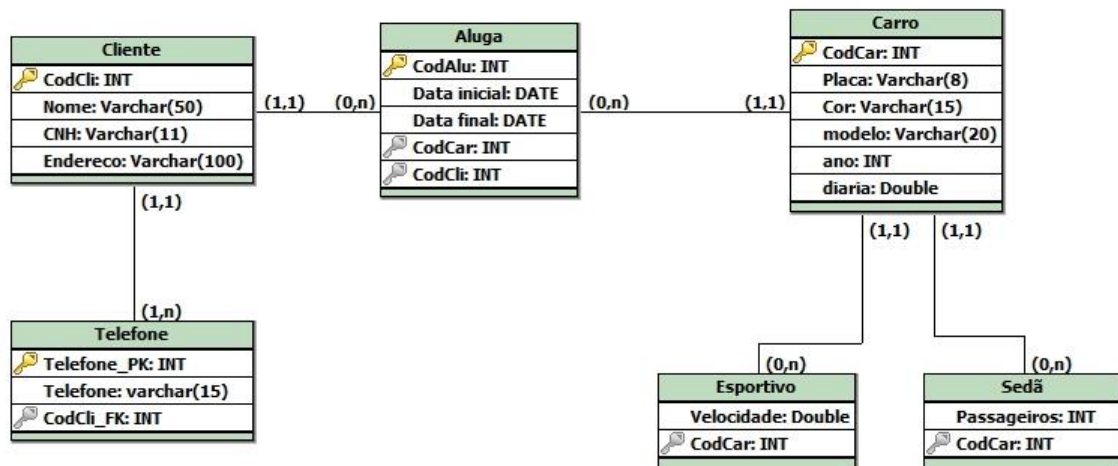 Cliente
CodCli: INT
Nome: Varchar(50)
CNH: Varchar(11)
Endereco: Varchar(100)
(1,1)
(0,n)
Aluga
CodAlu: INT
Data inicial: DATE
Data final: DATE
CodCar: INT
CodCli: INT
(0,n)
(1,1)
Carro
CodCar: INT
Placa: Varchar(8)
Cor: Varchar(15)
modelo: Varchar(20)
ano: INT
diaria: Double
(1,1)
(1,n)
Telefone
Telefone_PK: INT
Telefone: varchar(15)
CodCli_FK: INT
(1,1)
(1,1)
(0,n)
Esportivo
Velocidade: Double
CodCar: INT
(0,n)
Sedã
Passageiros: INT
CodCar: INT